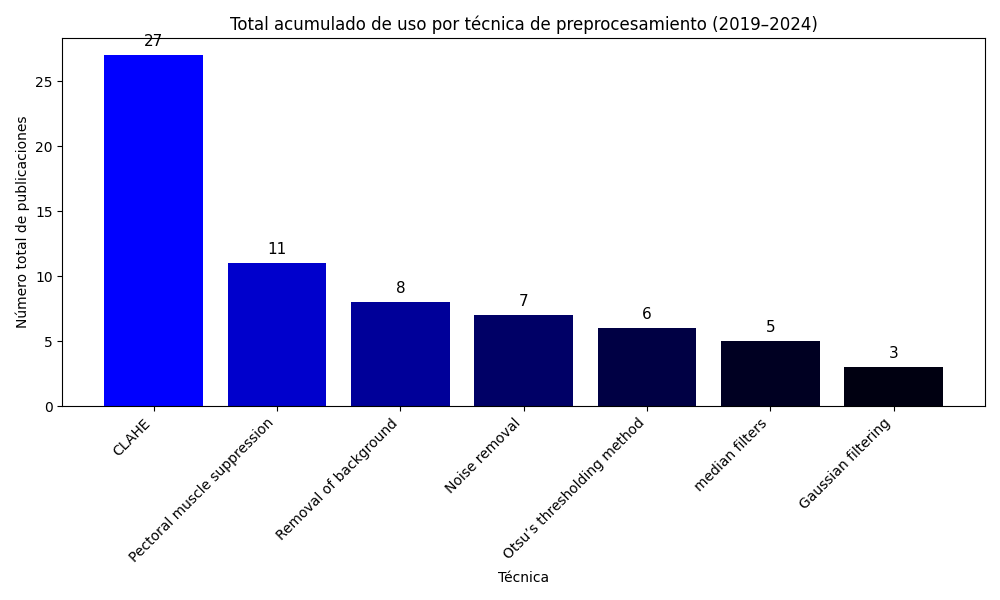 Total acumulado de uso por técnica de preprocesamiento (2019–2024)
Número total de publicaciones
25
20
15
10
5
0
27
11
8
7
6
5
3
CLAHE
Pectoral muscle suppression
Removal of background
Noise removal
Otsu’s thresholding method
median filters
Gaussian filtering
Técnica